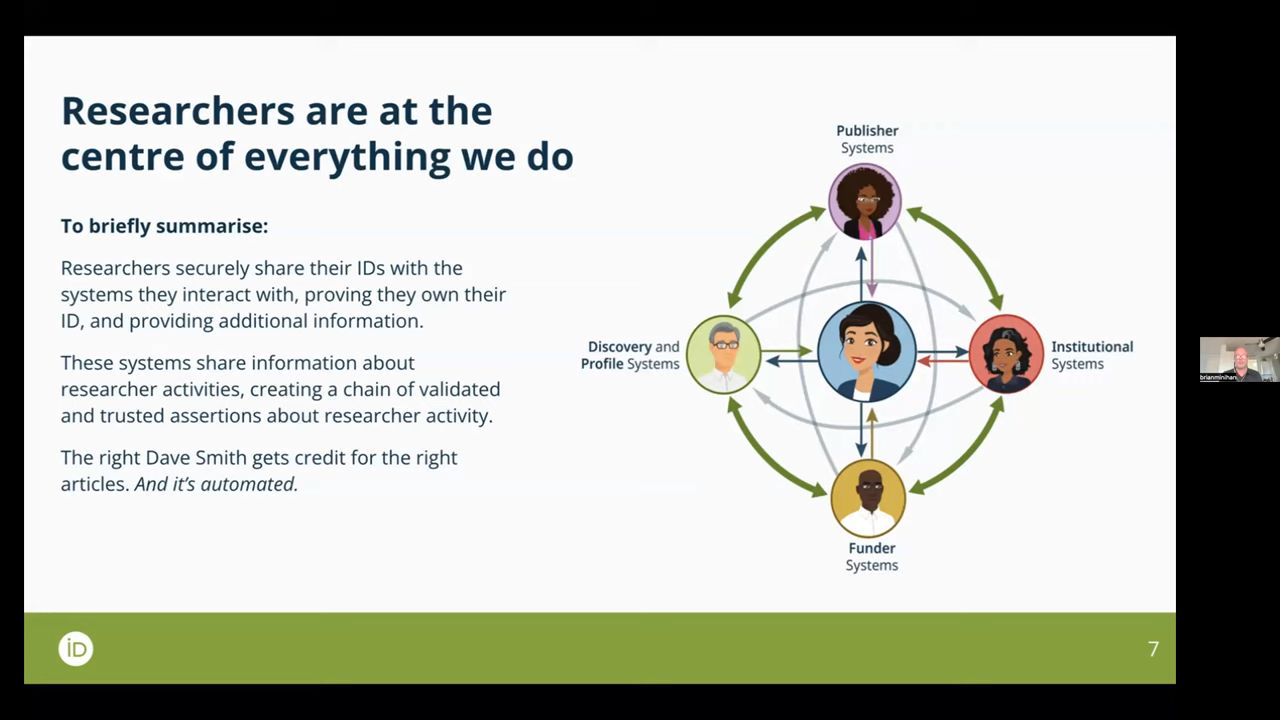 Researchers are at the
centre of everything we do
To briefly summarise:
Researchers securely share their IDs with the
systems they interact with, proving they own their
ID, and providing additional information.
These systems share information about
researcher activities, creating a chain of validated
and trusted assertions about researcher activity.
The right Dave Smith gets credit for the right
articles. And it's automated.
Publisher
Systems
Discovery and
Profile Systems
Institutional
Systems
Funder
Systems
iD
7
brianminihan